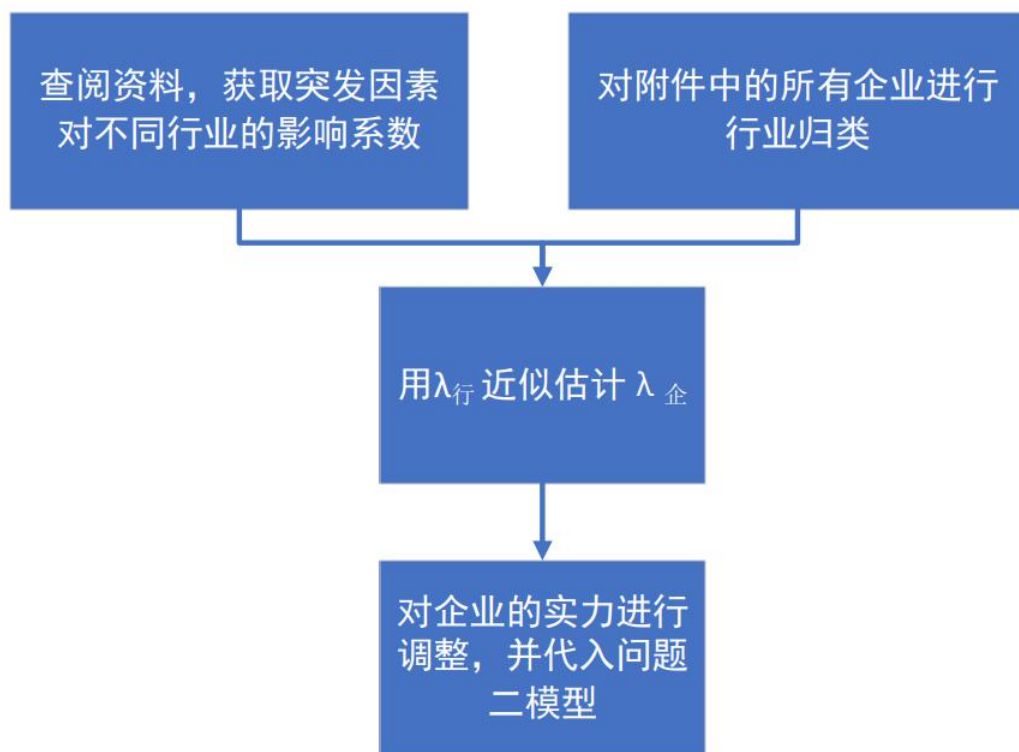 查阅资料，获取突发因素
对不同行业的影响系数
对附件中的所有企业进行
行业归类
用λ行 近似估计 λ 企
对企业的实力进行
调整，并代入问题
二模型